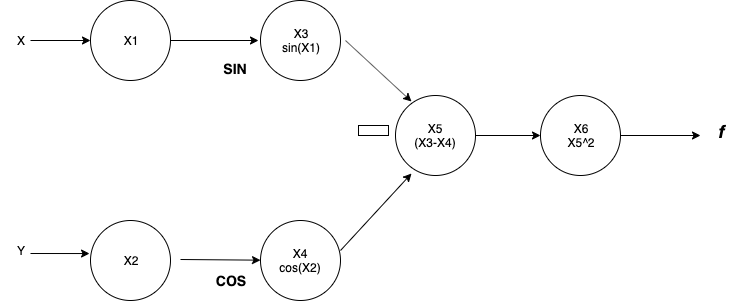 X
X1
SIN
X3
sin(X1)
X5
(X3-X4)
X6
X5^2
f
Y
X2
COS
X4
cos(X2)